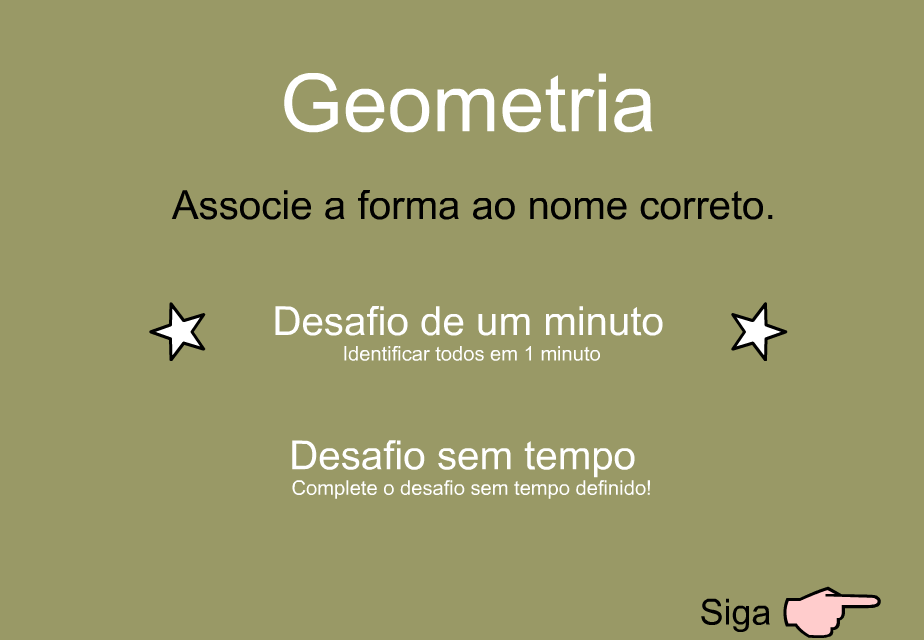 Geometria
Associe a forma ao nome correto.
Desafio de um minuto
Identificar todos em 1 minuto
Desafio sem tempo
Complete o desafio sem tempo definido!
Siga